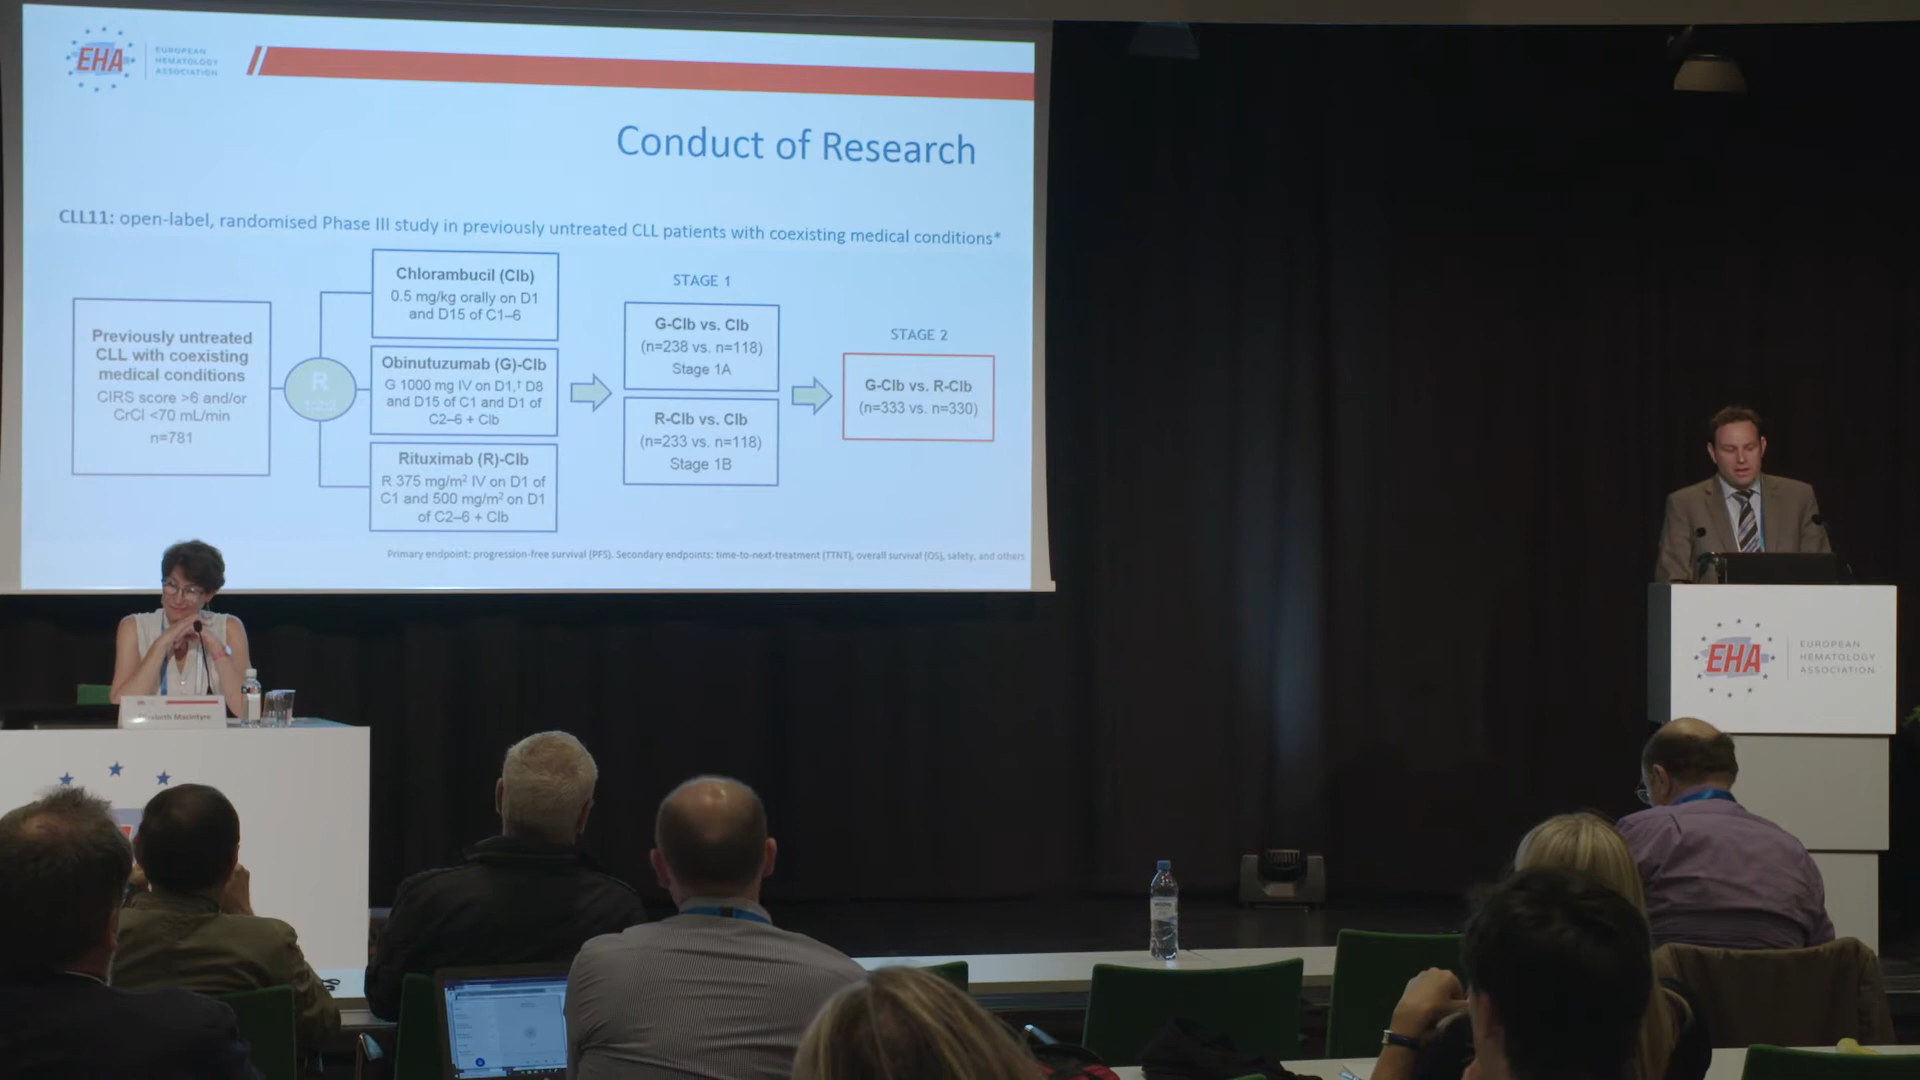 EHA
EUROPEAN
HEMATOLOGY
ASSOCIATION
Conduct of Research
CLL11: open-label, randomised Phase III study in previously untreated CLL patients with coexisting medical conditions*
Previously untreated
CLL with coexisting
medical conditions
CIRS score >6 and/or
CrCl <70 mL/min
n=781
R
Chlorambucil (Clb)
0.5 mg/kg orally on D1
and D15 of C1–6
Obinutuzumab (G)-Clb
G 1000 mg IV on D1,† D8
and D15 of C1 and D1 of
C2–6 + Clb
Rituximab (R)-Clb
R 375 mg/m² IV on D1 of
C1 and 500 mg/m² on D1
of C2–6 + Clb
STAGE 1
G-Clb vs. Clb
(n=238 vs. n=118)
Stage 1A
R-Clb vs. Clb
(n=233 vs. n=118)
Stage 1B
STAGE 2
G-Clb vs. R-Clb
(n=333 vs. n=330)
Primary endpoint: progression-free survival (PFS). Secondary endpoints: time-to-next-treatment (TTNT), overall survival (OS), safety, and others
Macintyre
EHA
EUROPEAN
HEMATOLOGY
ASSOCIATION